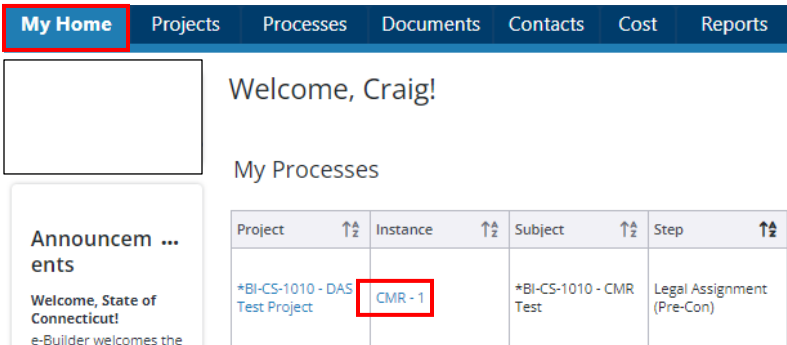 My Home Projects Processes Documents Contacts Cost Reports
Welcome, Craig!
My Processes
Announcem ...
ents
Welcome, State of
Connecticut!
e-Builder welcomes the
Project Instance Subject Step
*BI-CS-1010 - DAS
Test Project
CMR - 1
*BI-CS-1010 - CMR
Test
Legal Assignment
(Pre-Con)